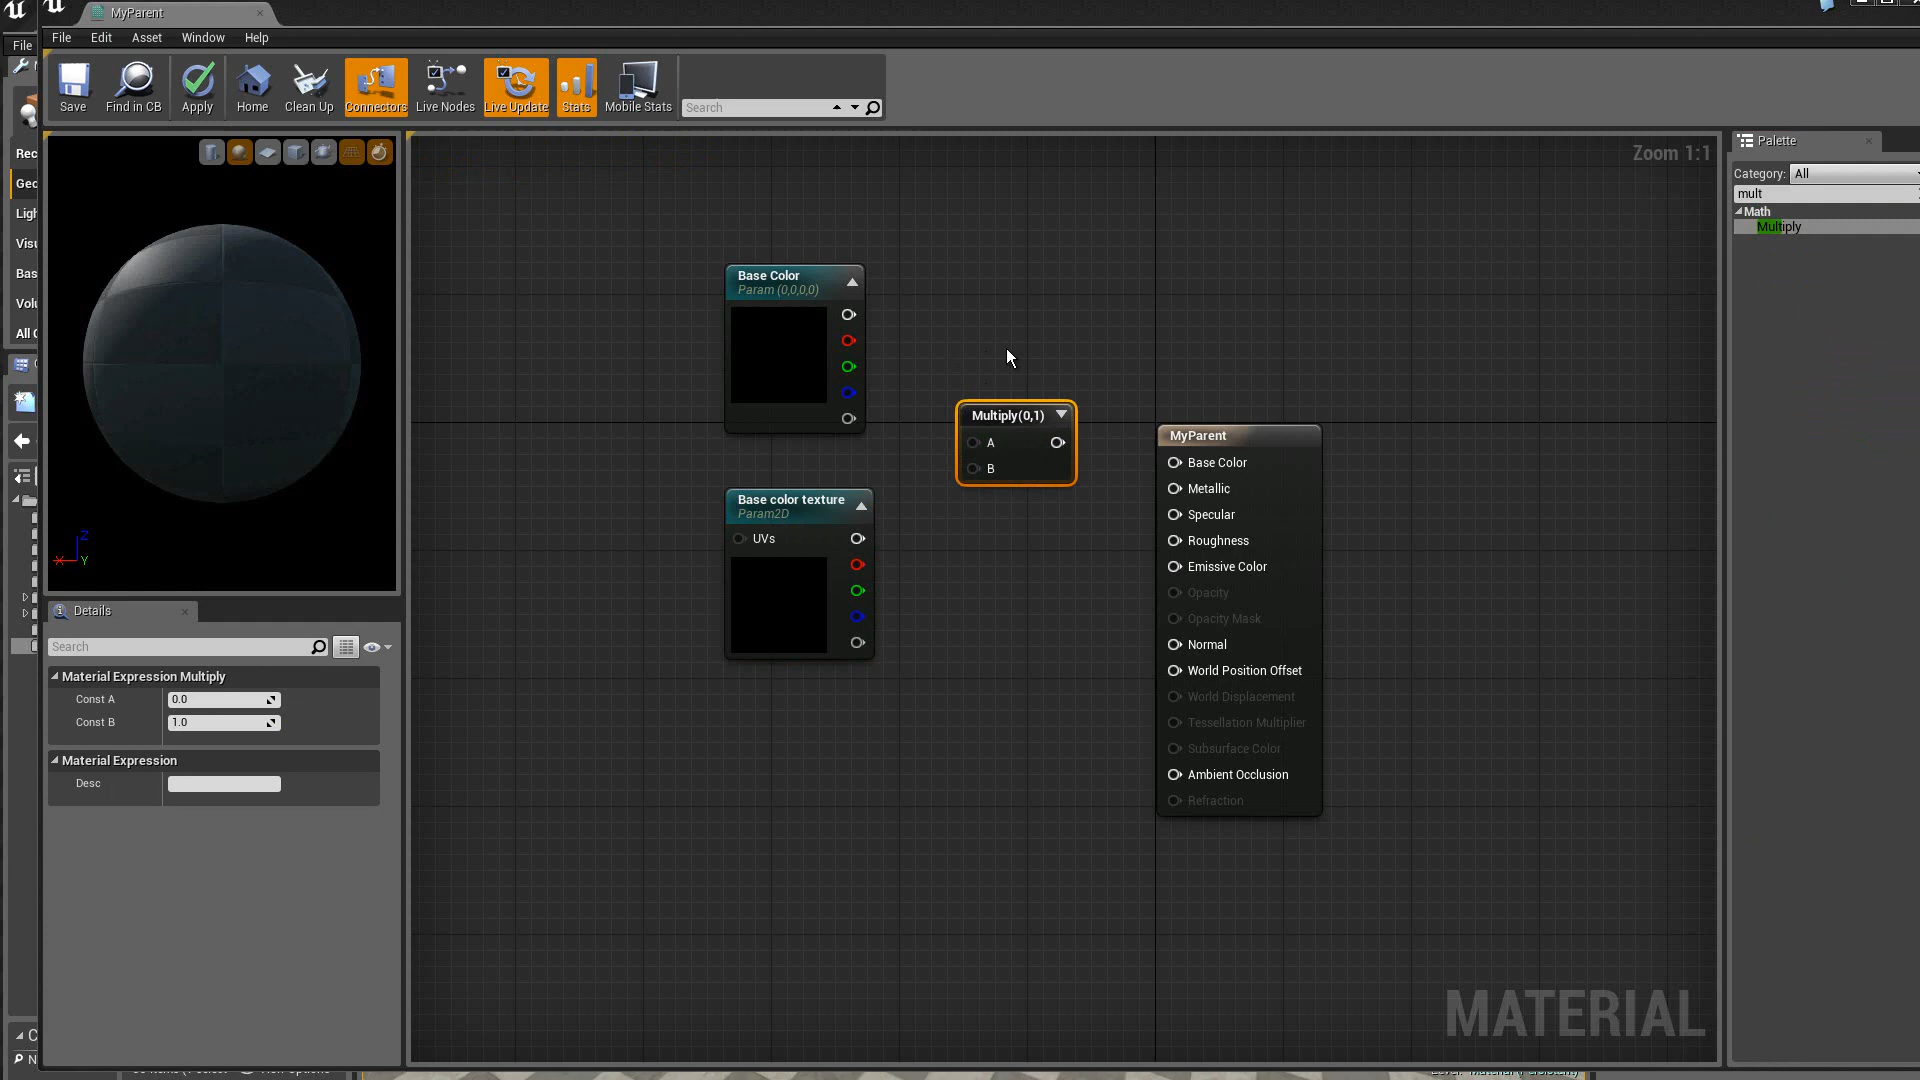 MyParent
File
Edit
Asset
Window
Help
File
Save
Find in CB
Apply
Home
Clean Up
Connectors
Live Nodes
Live Update
Stats
Mobile Stats
Search
Rec
Geo
Ligh
Visu
Bas
Volu
All C
Z
X
Y
Details
Search
Material Expression Multiply
Const A
0.0
Const B
1.0
Material Expression
Desc
Zoom 1:1
Base Color
Param (0,0,0,0)
Multiply(0,1)
A
B
Base color texture
Param2D
UVs
MyParent
Base Color
Metallic
Specular
Roughness
Emissive Color
Opacity
Opacity Mask
Normal
World Position Offset
World Displacement
Tessellation Multiplier
Subsurface Color
Ambient Occlusion
Refraction
MATERIAL
Palette
Category:
All
mult
Math
Multiply
C
N